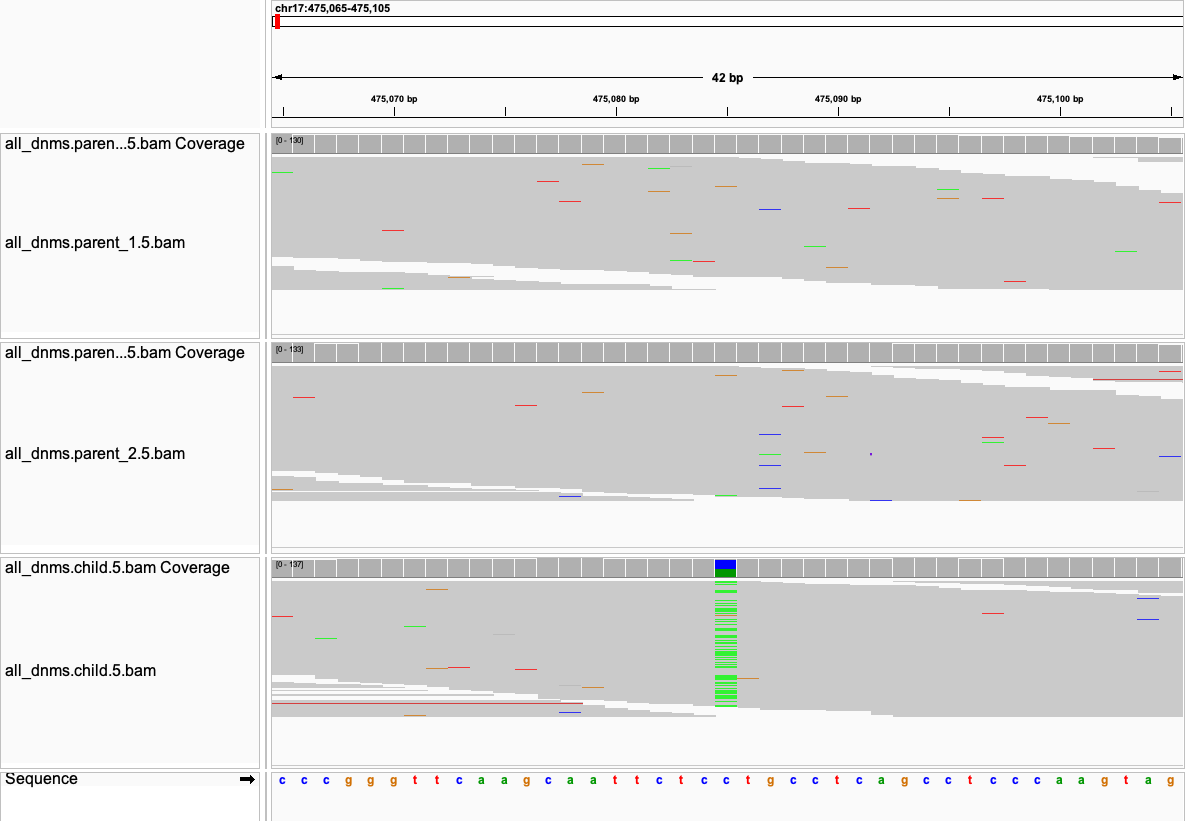 chr17:475,065-475,105
42 bp
475,070 bp 475,080 bp 475,090 bp 475,100 bp
all_dnms.paren...5.bam Coverage [0 - 130]
all_dnms.parent_1.5.bam
all_dnms.paren...5.bam Coverage [0 - 133]
all_dnms.parent_2.5.bam
all_dnms.child.5.bam Coverage [0 - 137]
all_dnms.child.5.bam
Sequence c c c g g g t t c a a g c a a t t c t c c t g c c t c a g c c t c c c a a g t a g